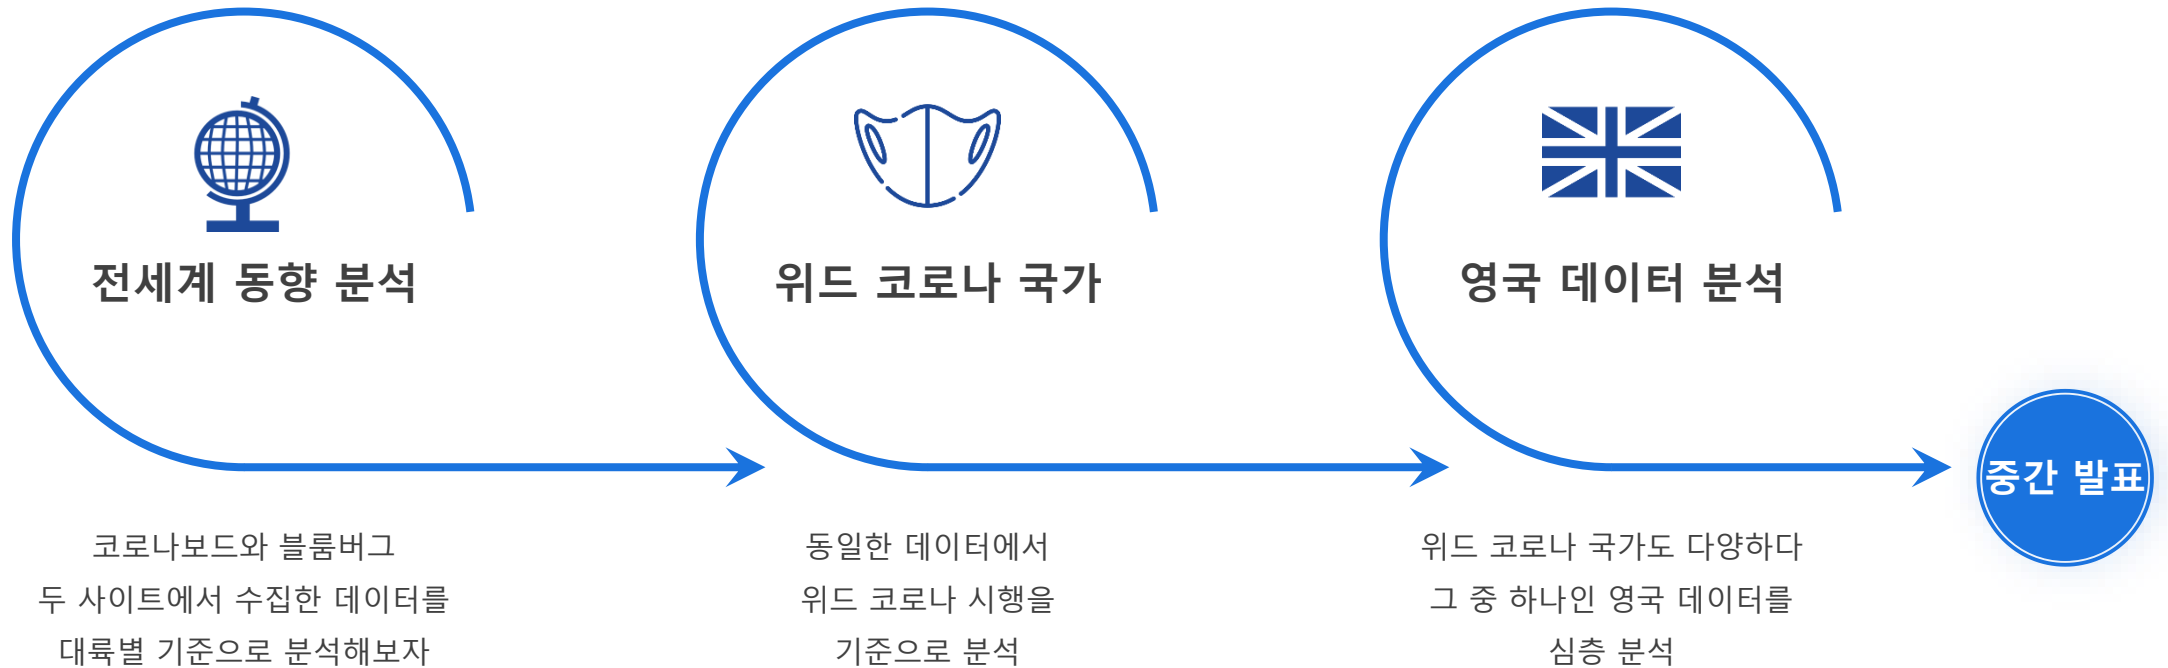 전세계 동향 분석
코로나보드와 블룸버그
두 사이트에서 수집한 데이터를
대륙별 기준으로 분석해보자
위드 코로나 국가
동일한 데이터에서
위드 코로나 시행을
기준으로 분석
영국 데이터 분석
위드 코로나 국가도 다양하다
그 중 하나인 영국 데이터를
심층 분석
중간 발표